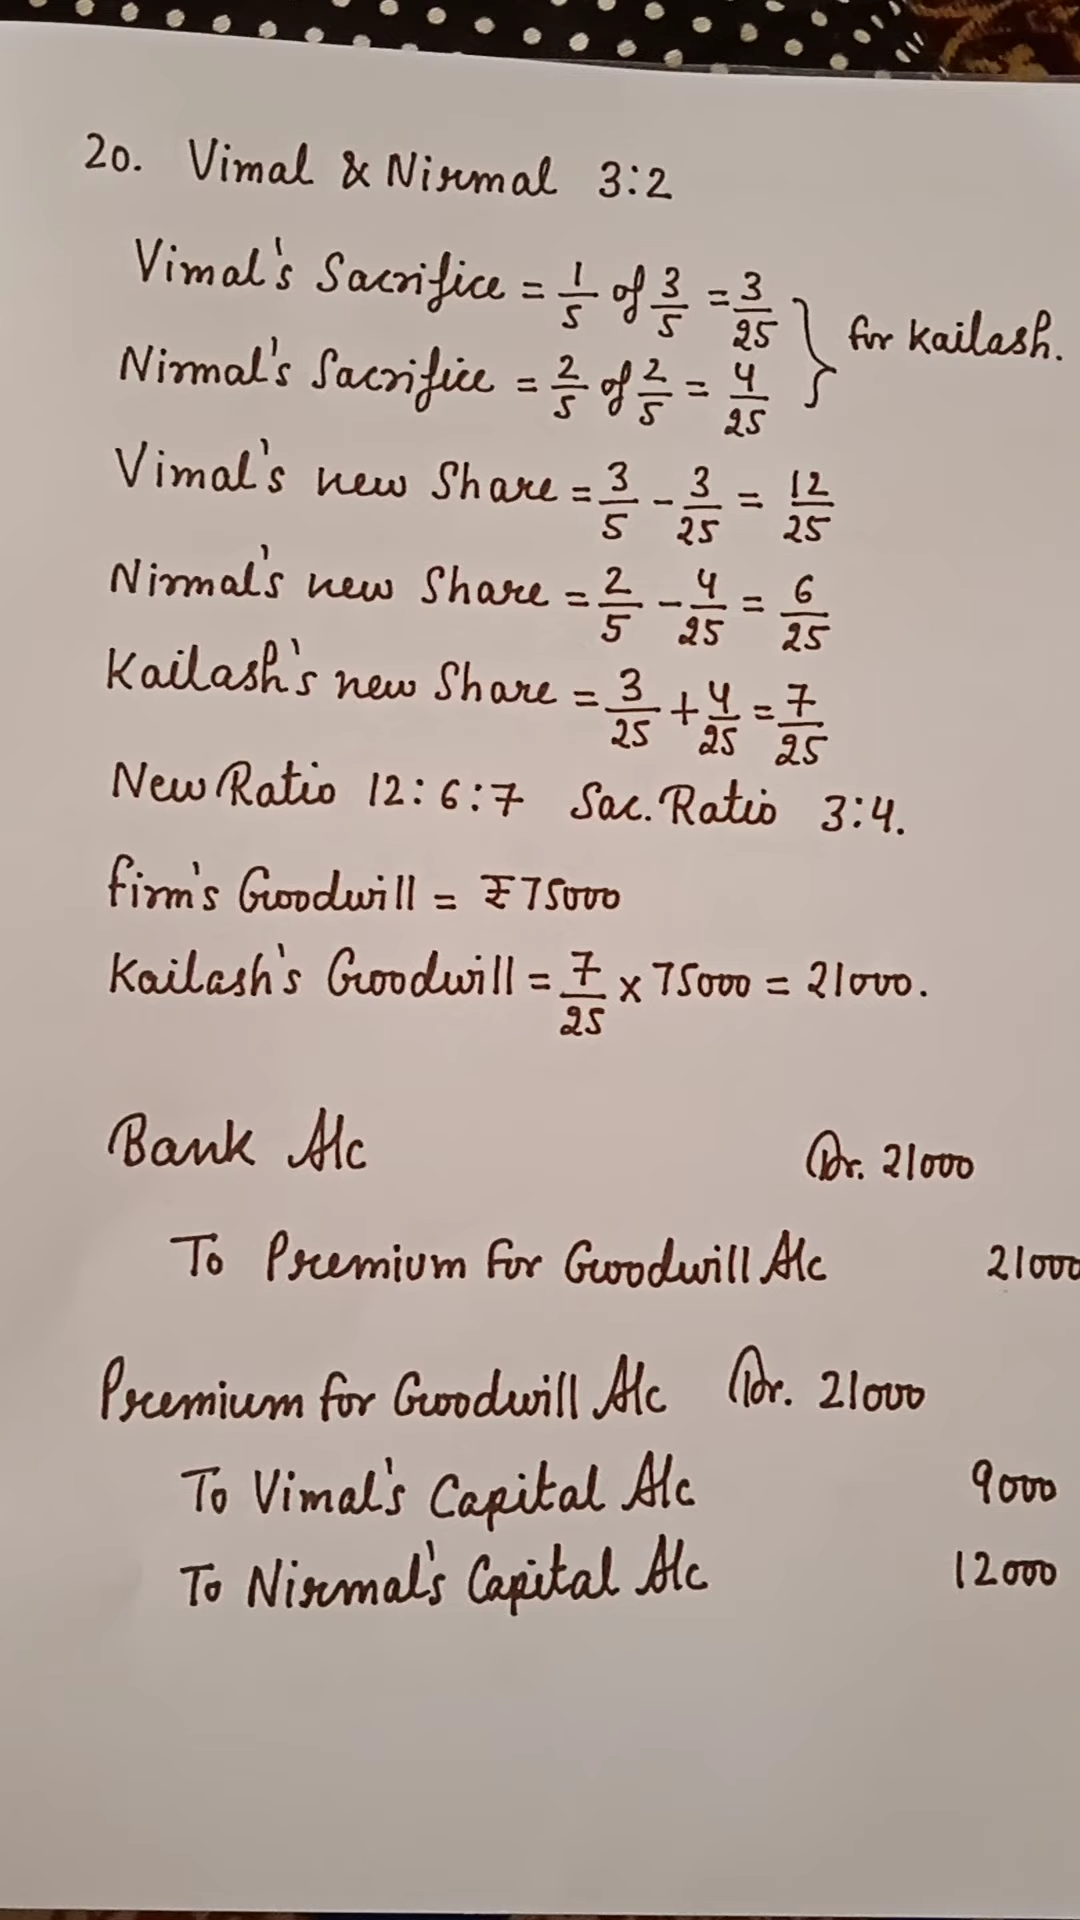 20. Vimal & Nirmal 3:2
Vimal's Sacrifice = 1/5 of 3/5 = 3/25 } for Kailash.
Nirmal's Sacrifice = 2/5 of 2/5 = 4/25
Vimal's new Share = 3/5 - 3/25 = 12/25
Nirmal's new Share = 2/5 - 4/25 = 6/25
Kailash's new Share = 3/25 + 4/25 = 7/25
New Ratio 12:6:7 Sac. Ratio 3:4.
firm's Goodwill = ₹75000
Kailash's Goodwill = 7/25 x 75000 = 21000.
Bank A/c Dr. 21000
To Premium for Goodwill A/c 21000
Premium for Goodwill A/c Dr. 21000
To Vimal's Capital A/c 9000
To Nirmal's Capital A/c 12000